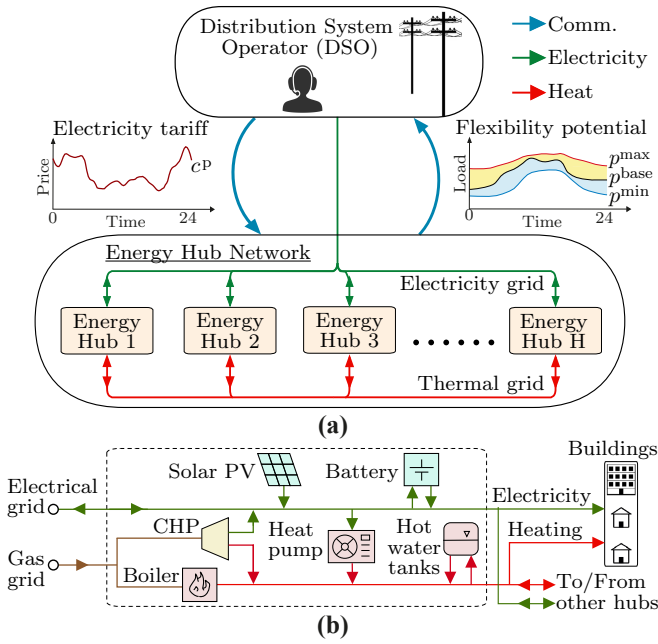 Distribution System
Operator (DSO)
Comm.
Electricity
Heat
Electricity tariff
Price
c^p
0
Time
24
Flexibility potential
Load
p^max
p^base
p^min
0
Time
24
Energy Hub Network
Electricity grid
Energy
Hub 1
Energy
Hub 2
Energy
Hub 3
......
Energy
Hub H
Thermal grid
(a)
Buildings
Solar PV
Battery
Electrical
grid
Electricity
CHP
Heat
pump
Hot
water
tanks
Heating
Gas
grid
Boiler
To/From
other hubs
(b)